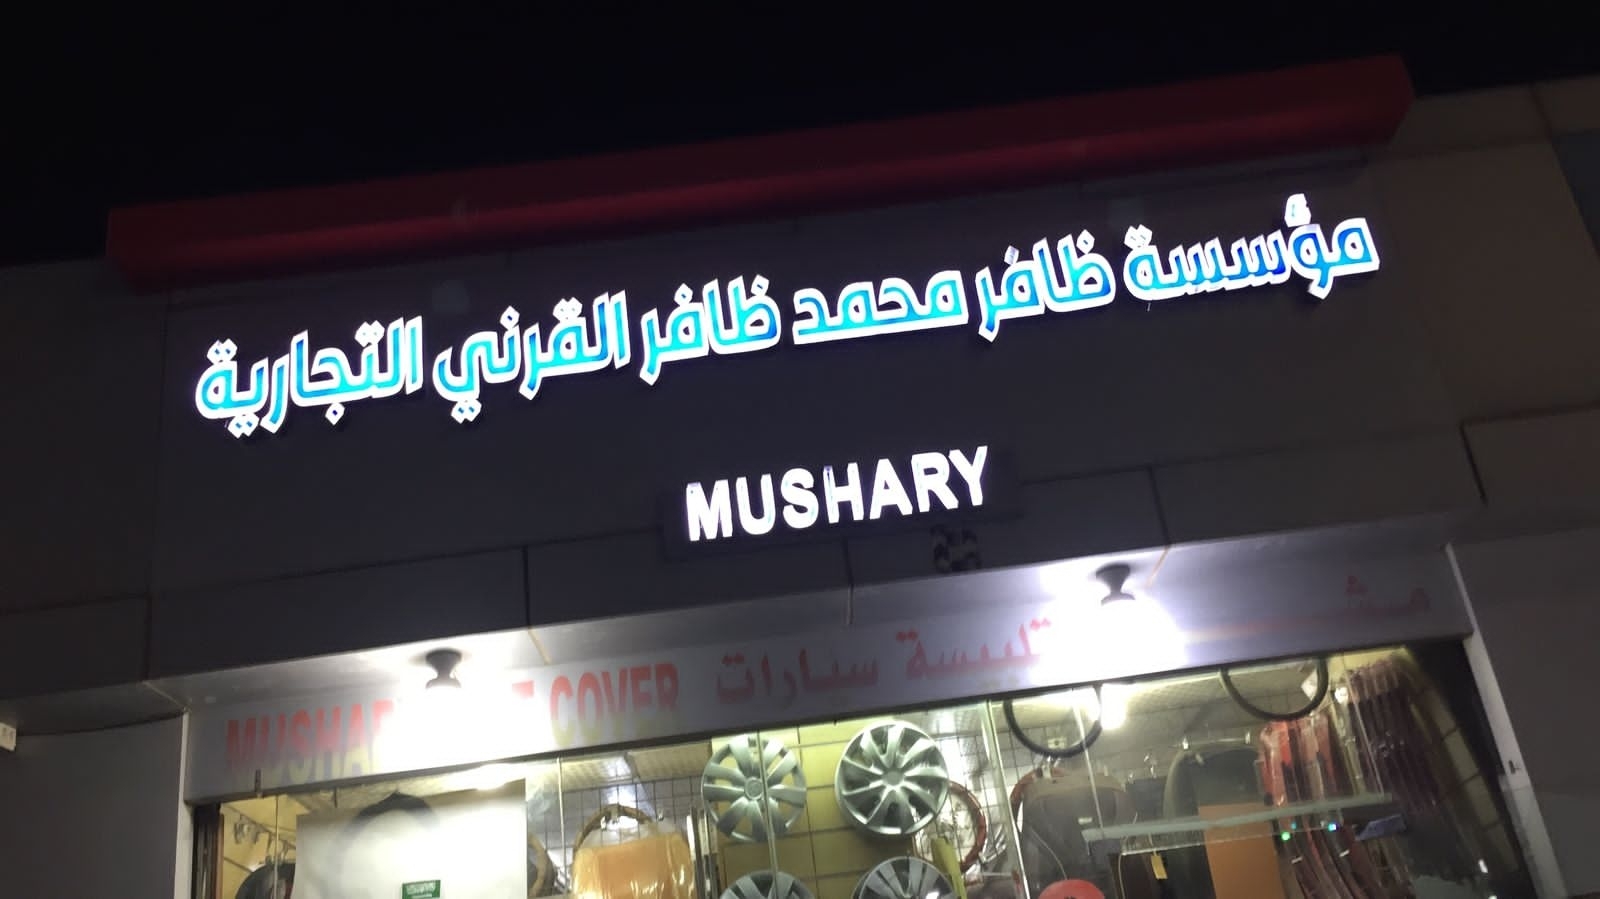 مؤسسة ظافر محمد ظافر القرني التجارية
MUSHARY
تلبيسة سيارات
COVER